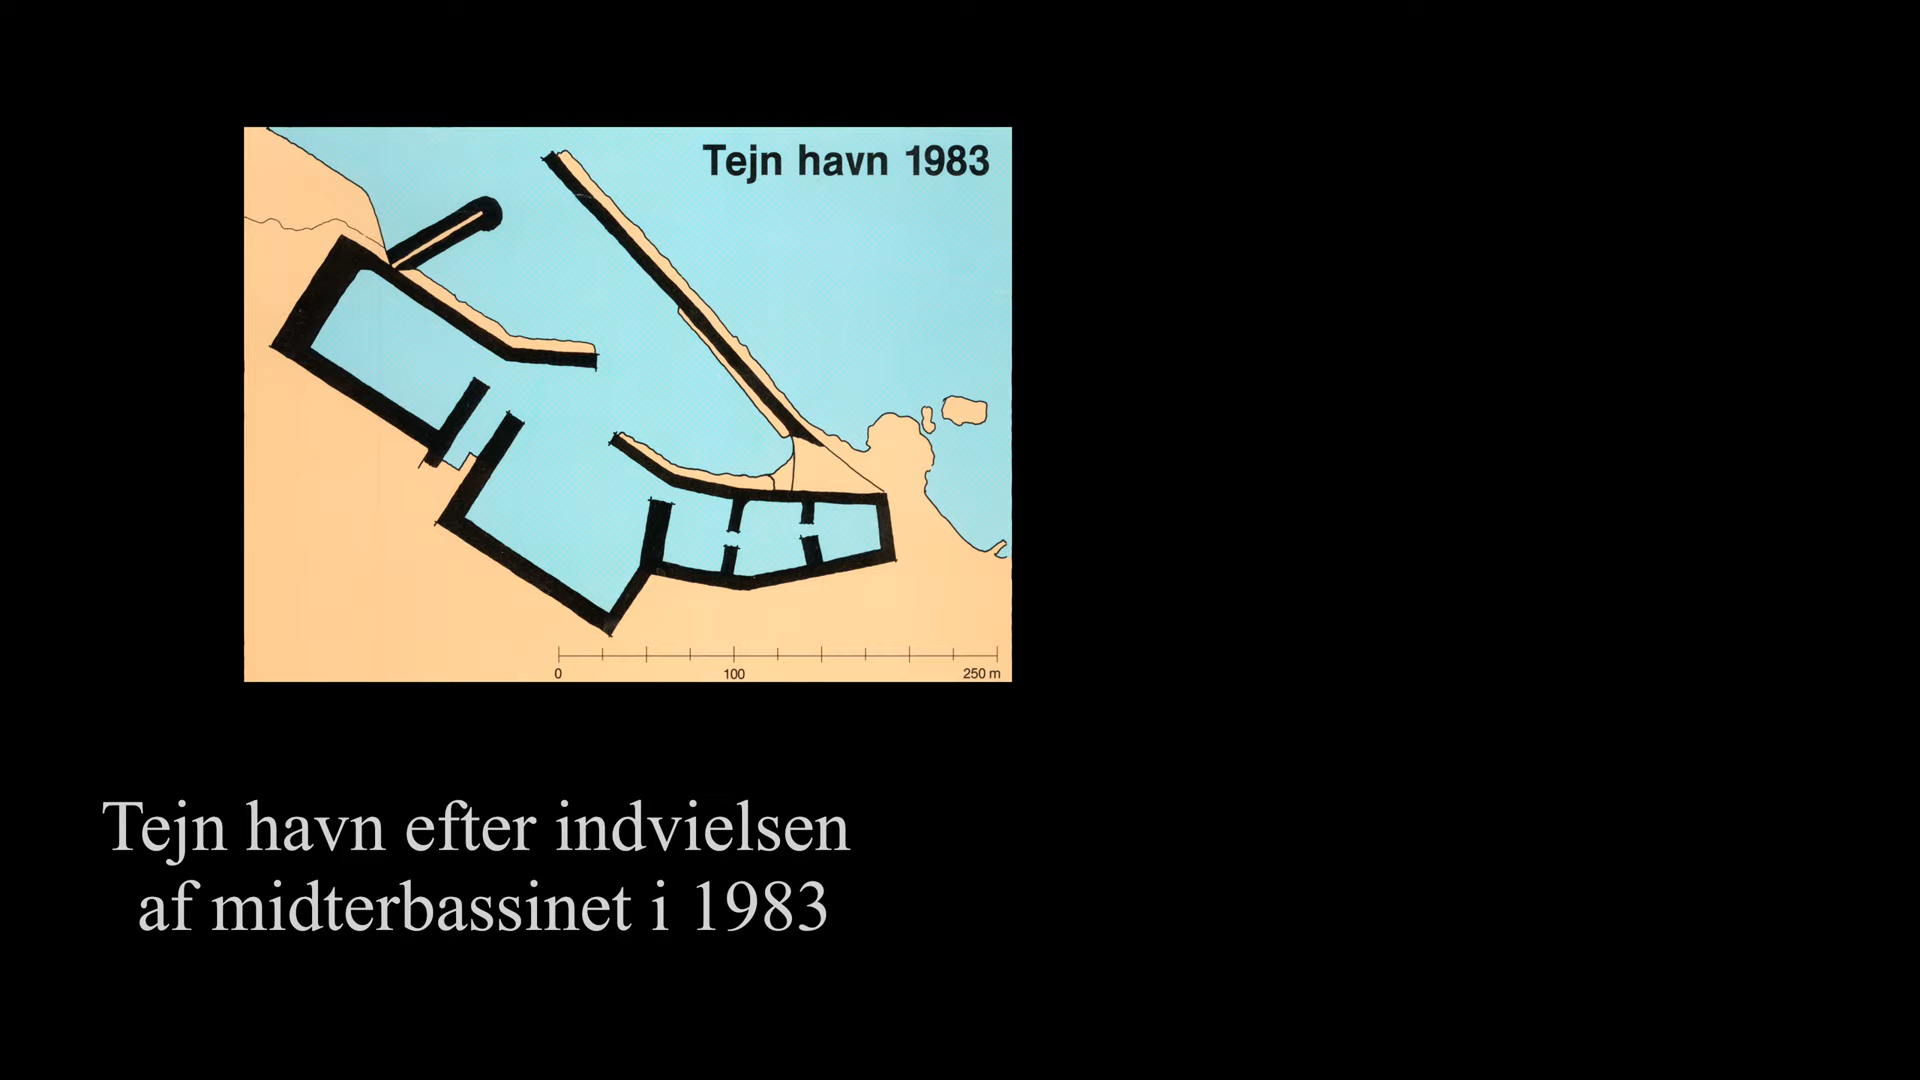 Tejn havn 1983
0 100 250 m
Tejn havn efter indvielsen
af midterbassinet i 1983